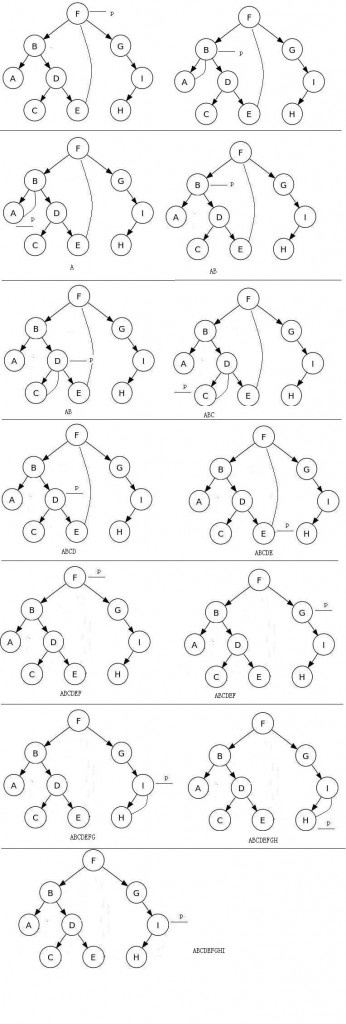 F p
B G
A D I
C E H
F
B p G
A D I
C E H
F
B G
A D I
p
C E H
A
F
B p G
A D I
C E H
AB
F
B G
A D p I
C E H
AB
F
B G
A D I
p C E H
ABC
F
B G
A D p I
C E H
ABCD
F
B G
A D I
C E p H
ABCDE
F p
B G
A D I
C E H
ABCDEF
F
B G p
A D I
C E H
ABCDEF
F
B G
A D I p
C E H
ABCDEFG
F
B G
A D I
C E H p
ABCDEFGH
F
B G
A D I p
C E H
ABCDEFGHI